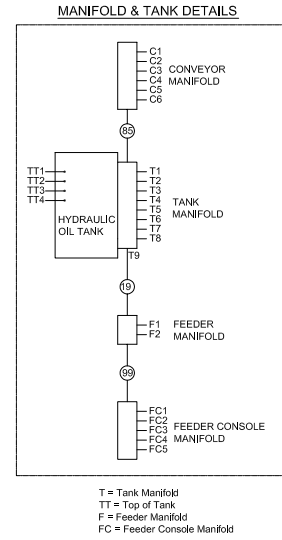 MANIFOLD & TANK DETAILS
C1
C2
C3
C4
C5
C6
CONVEYOR
MANIFOLD
85
TT1
TT2
TT3
TT4
HYDRAULIC
OIL TANK
T1
T2
T3
T4
T5
T6
T7
T8
TANK
MANIFOLD
T9
19
F1
F2
FEEDER
MANIFOLD
99
FC1
FC2
FC3
FC4
FC5
FEEDER CONSOLE
MANIFOLD
T = Tank Manifold
TT = Top of Tank
F = Feeder Manifold
FC = Feeder Console Manifold